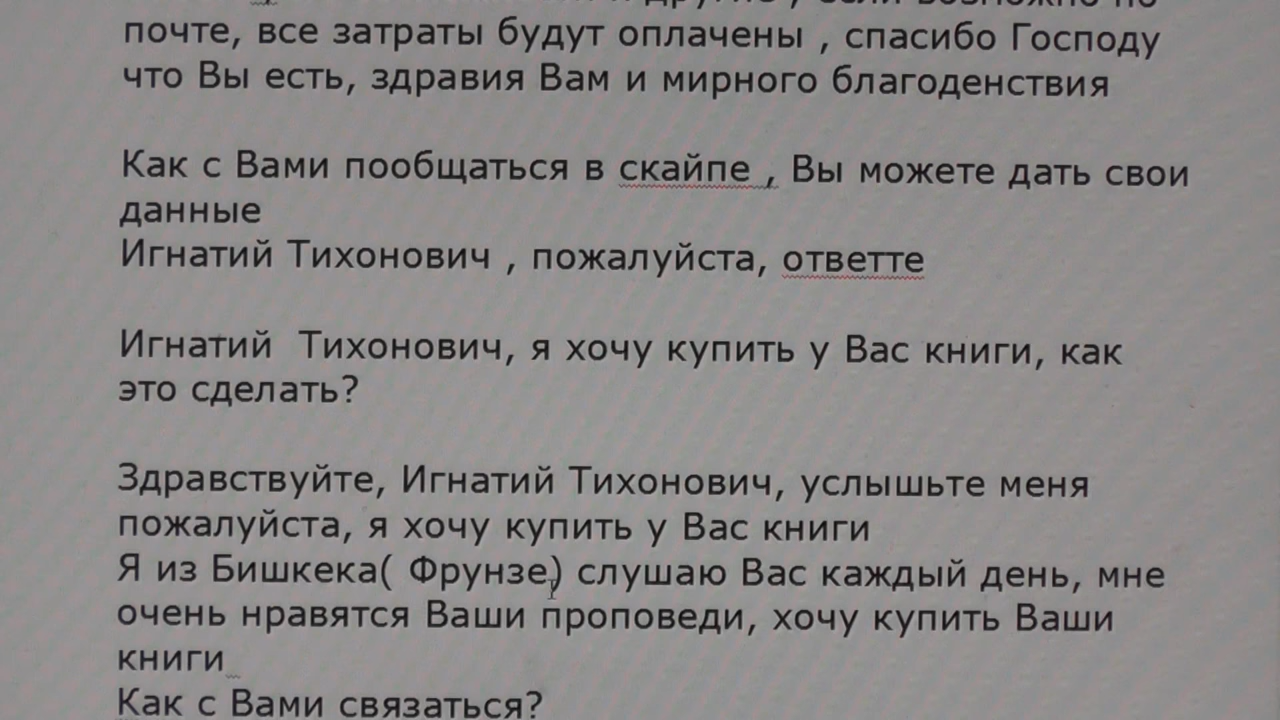 почте, все затраты будут оплачены , спасибо Господу
что Вы есть, здравия Вам и мирного благоденствия
Как с Вами пообщаться в скайпе , Вы можете дать свои
данные
Игнатий Тихонович , пожалуйста, ответте
Игнатий  Тихонович, я хочу купить у Вас книги, как
это сделать?
Здравствуйте, Игнатий Тихонович, услышьте меня
пожалуйста, я хочу купить у Вас книги
Я из Бишкека( Фрунзе) слушаю Вас каждый день, мне
очень нравятся Ваши проповеди, хочу купить Ваши
книги
Как с Вами связаться?